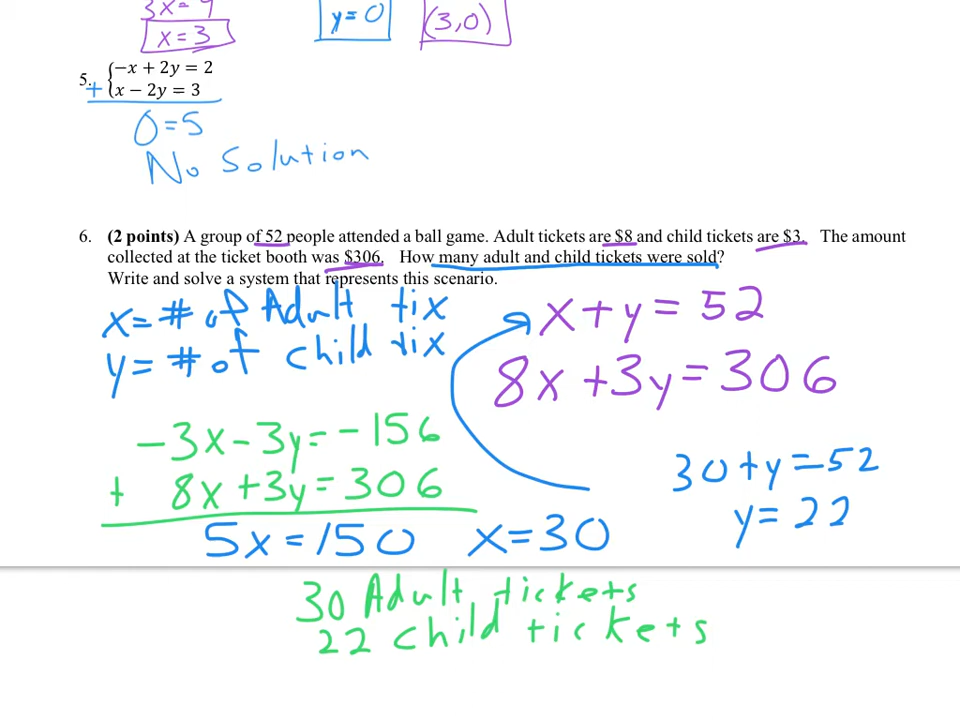 3x=9
x=3
y=0
(3,0)
5. {−x + 2y = 2
+ {x − 2y = 3
0=5
No Solution
6. (2 points) A group of 52 people attended a ball game. Adult tickets are $8 and child tickets are $3. The amount
collected at the ticket booth was $306. How many adult and child tickets were sold?
Write and solve a system that represents this scenario.
x=# of Adult tix
y=# of child tix
x+y=52
8x+3y=306
-3x-3y=-156
+ 8x+3y=306
5x=150 x=30
30+y=52
y=22
30 Adult tickets
22 child tickets